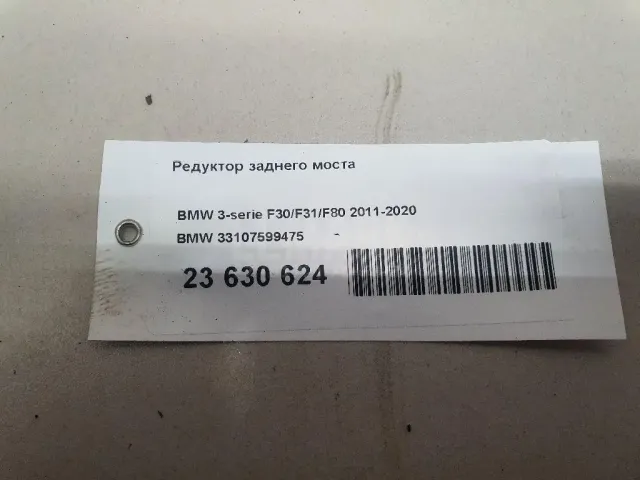 Редуктор заднего моста
BMW 3-serie F30/F31/F80 2011-2020
BMW 33107599475 -
23 630 624